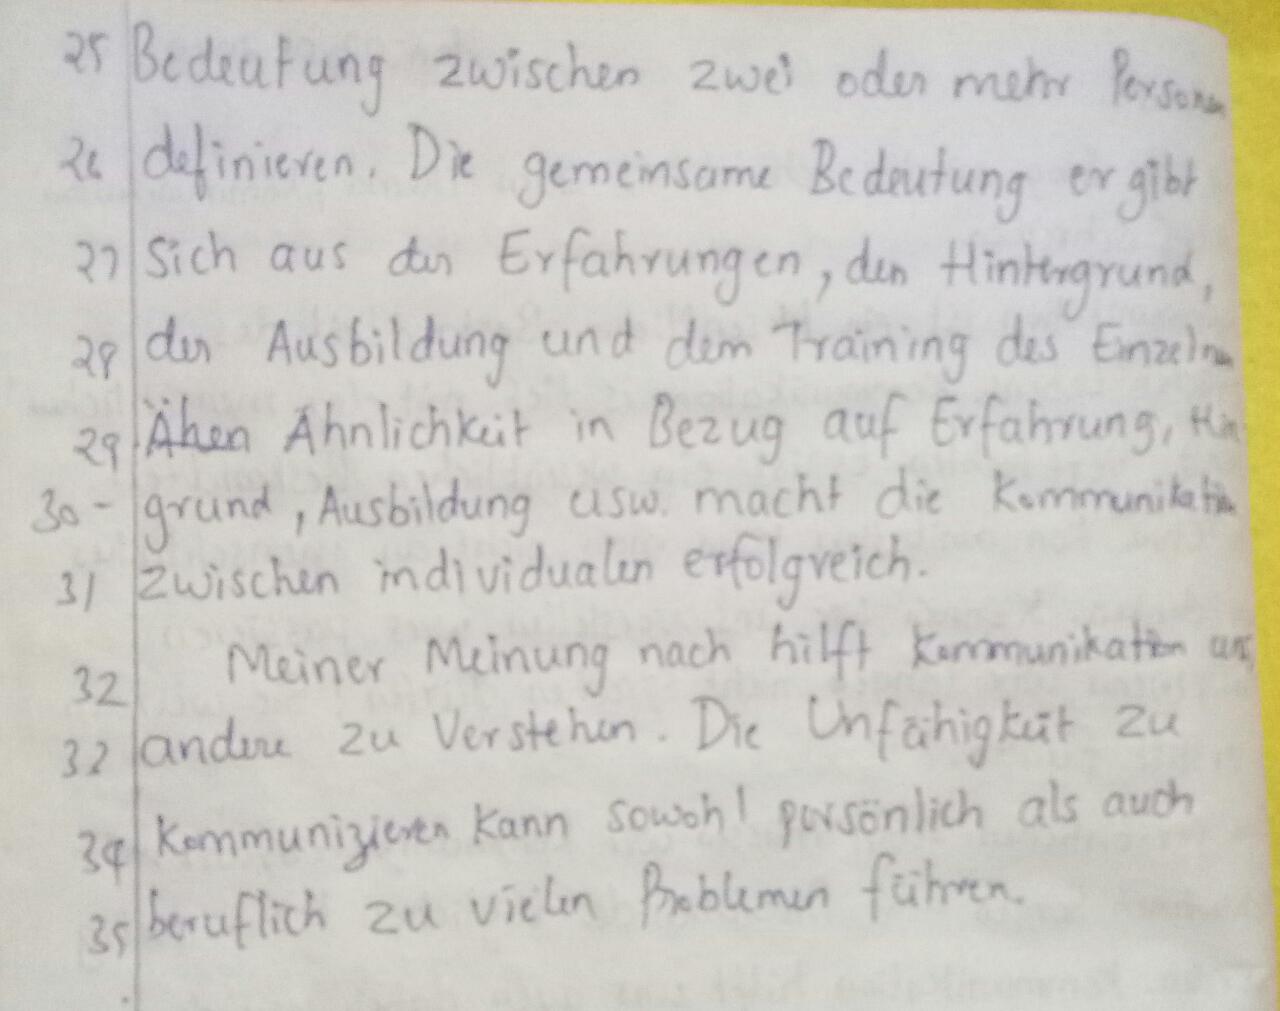 25 Bedeutung zwischen zwei oder mehr Personen
26 definieren. Die gemeinsame Bedeutung ergibt
27 sich aus den Erfahrungen, den Hintergrund,
28 der Ausbildung und dem Training des Einzelnen
29 Ähen Ähnlichkeit in Bezug auf Erfahrung, Hin
30 - grund, Ausbildung usw. macht die Kommunikation
31 zwischen individualen erfolgreich.
32 Meiner Meinung nach hilft Kommunikation uns,
33 andere zu Verstehen. Die Unfähigkeit zu
34 kommunizieren kann sowohl persönlich als auch
35 beruflich zu vielen Problemen führen.